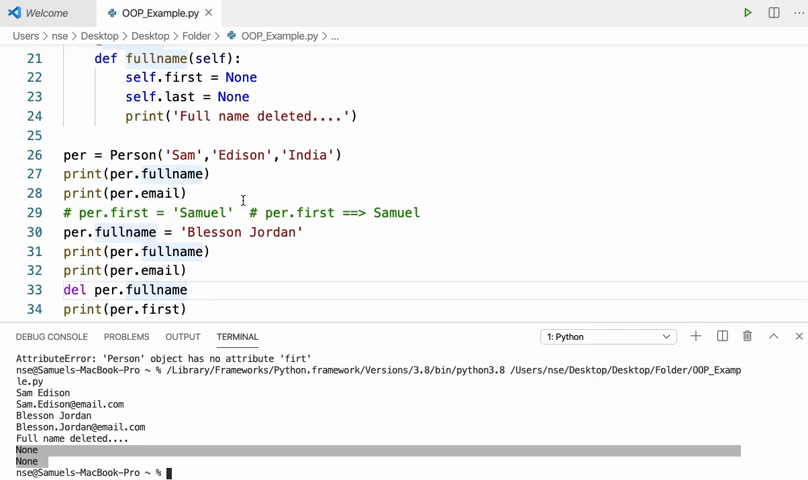 Welcome OOP_Example.py
Users > nse > Desktop > Desktop > Folder > OOP_Example.py > ...
21 def fullname(self):
22 self.first = None
23 self.last = None
24 print('Full name deleted....')
25
26 per = Person('Sam','Edison','India')
27 print(per.fullname)
28 print(per.email)
29 # per.first = 'Samuel' # per.first ==> Samuel
30 per.fullname = 'Blesson Jordan'
31 print(per.fullname)
32 print(per.email)
33 del per.fullname
34 print(per.first)
DEBUG CONSOLE PROBLEMS OUTPUT TERMINAL 1: Python
AttributeError: 'Person' object has no attribute 'firt'
nse@Samuels-MacBook-Pro ~ % /Library/Frameworks/Python.framework/Versions/3.8/bin/python3.8 /Users/nse/Desktop/Desktop/Folder/OOP_Examp
le.py
Sam Edison
Sam.Edison@email.com
Blesson Jordan
Blesson.Jordan@email.com
Full name deleted....
None
None
nse@Samuels-MacBook-Pro ~ %